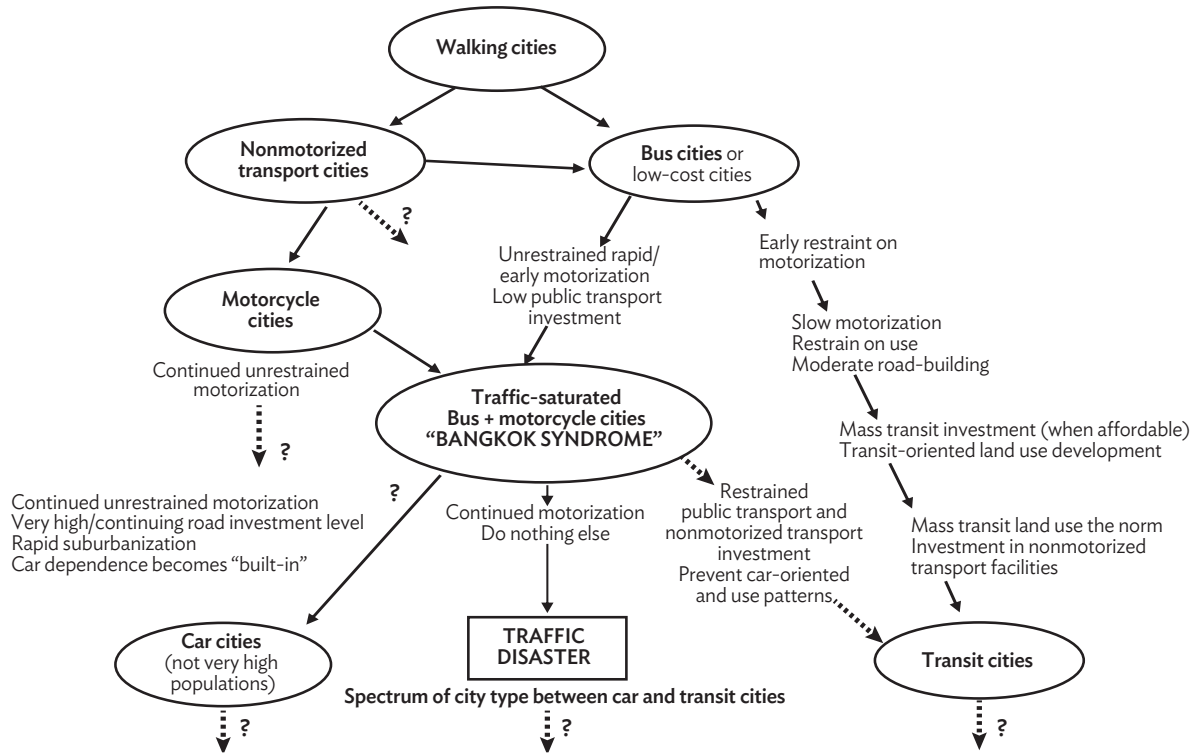 Walking cities
Nonmotorized
transport cities
Bus cities or
low-cost cities
?
Early restraint on
motorization
Unrestrained rapid/
early motorization
Low public transport
investment
Motorcycle
cities
Slow motorization
Restrain on use
Moderate road-building
Continued unrestrained
motorization
?
Traffic-saturated
Bus + motorcycle cities
“BANGKOK SYNDROME”
Mass transit investment (when affordable)
Transit-oriented land use development
Continued unrestrained motorization
Very high/continuing road investment level
Rapid suburbanization
Car dependence becomes “built-in”
?
Continued motorization
Do nothing else
Restrained
public transport and
nonmotorized transport
investment
Prevent car-oriented
and use patterns
Mass transit land use the norm
Investment in nonmotorized
transport facilities
Car cities
(not very high
populations)
TRAFFIC
DISASTER
Transit cities
Spectrum of city type between car and transit cities
?
?
?